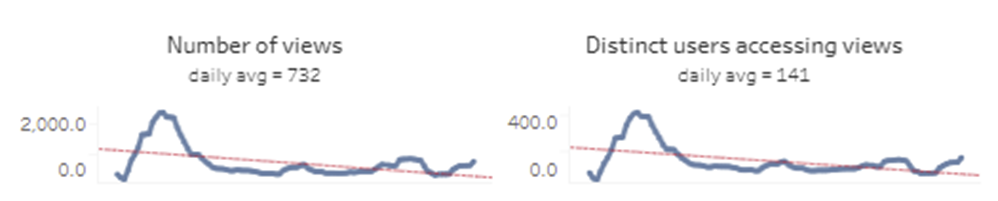 Number of views
daily avg = 732
2,000.0
0.0
Distinct users accessing views
daily avg = 141
400.0
0.0